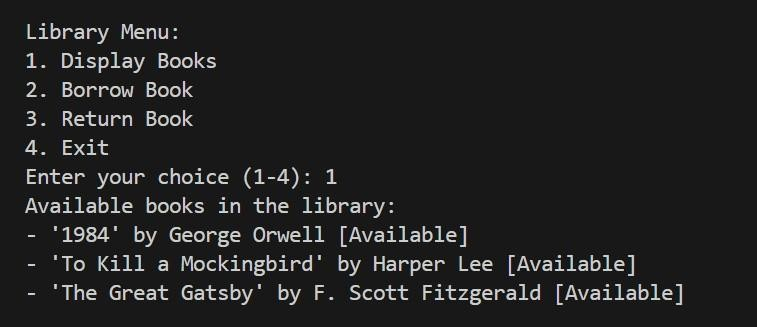 Library Menu:
1. Display Books
2. Borrow Book
3. Return Book
4. Exit
Enter your choice (1-4): 1
Available books in the library:
- '1984' by George Orwell [Available]
- 'To Kill a Mockingbird' by Harper Lee [Available]
- 'The Great Gatsby' by F. Scott Fitzgerald [Available]